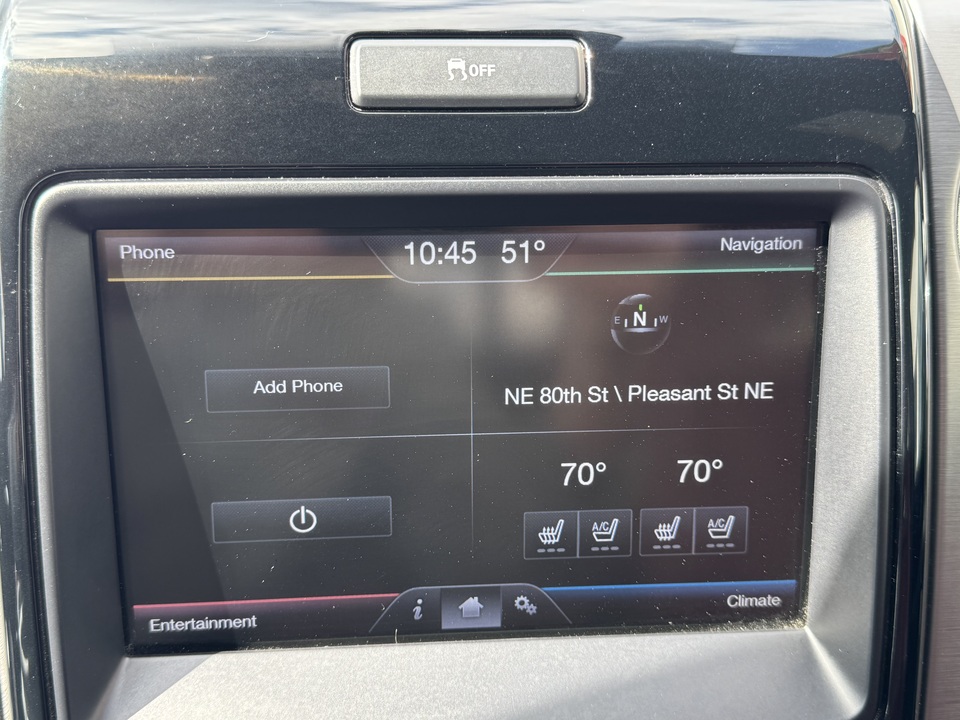 OFF
Phone
10:45 51°
Navigation
E N W
Add Phone
NE 80th St \ Pleasant St NE
70° 70°
A/C A/C
Entertainment
i
Climate